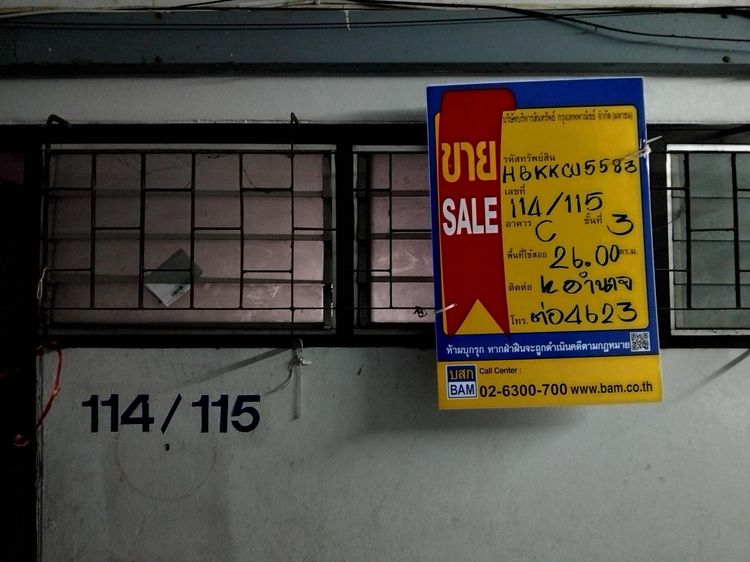 บริษัทบริหารสินทรัพย์ กรุงเทพพาณิชย์ จำกัด (มหาชน)
ขาย
SALE
รหัสทรัพย์สิน
HBKKCU5583
เลขที่ 114/115
อาคาร C ชั้นที่ 3
พื้นที่ใช้สอย 26.00 ตร.ม.
ติดต่อ k อำนาจ
โทร. ต่อ 4623
ห้ามบุกรุก หากฝ่าฝืนจะถูกดำเนินคดีตามกฎหมาย
บสก
BAM
Call Center :
02-6300-700 www.bam.co.th
114 / 115